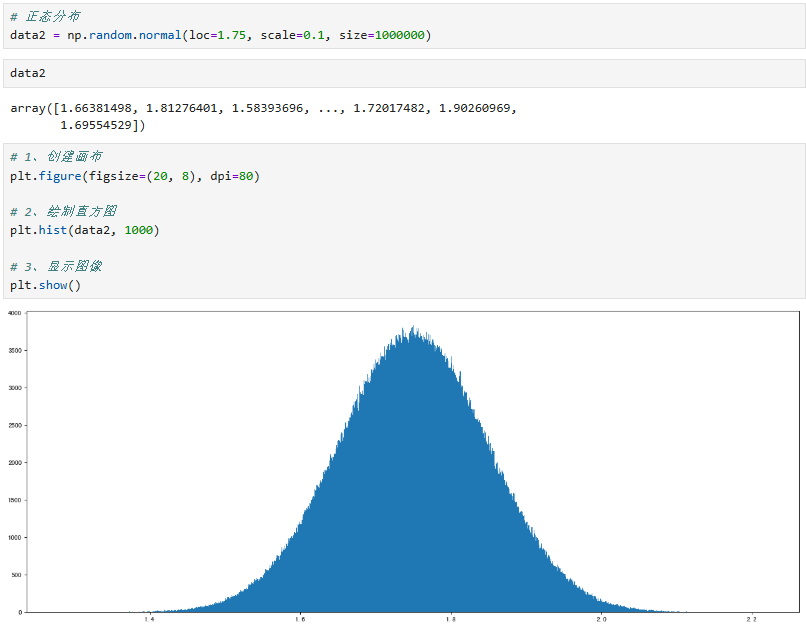 # 正态分布
data2 = np.random.normal(loc=1.75, scale=0.1, size=1000000)
data2
array([1.66381498, 1.81276401, 1.58393696, ..., 1.72017482, 1.90260969,
1.69554529])
# 1、创建画布
plt.figure(figsize=(20, 8), dpi=80)
# 2、绘制直方图
plt.hist(data2, 1000)
# 3、显示图像
plt.show()
4000
3500
3000
2500
2000
1500
1000
500
0
1.4 1.6 1.8 2.0 2.2